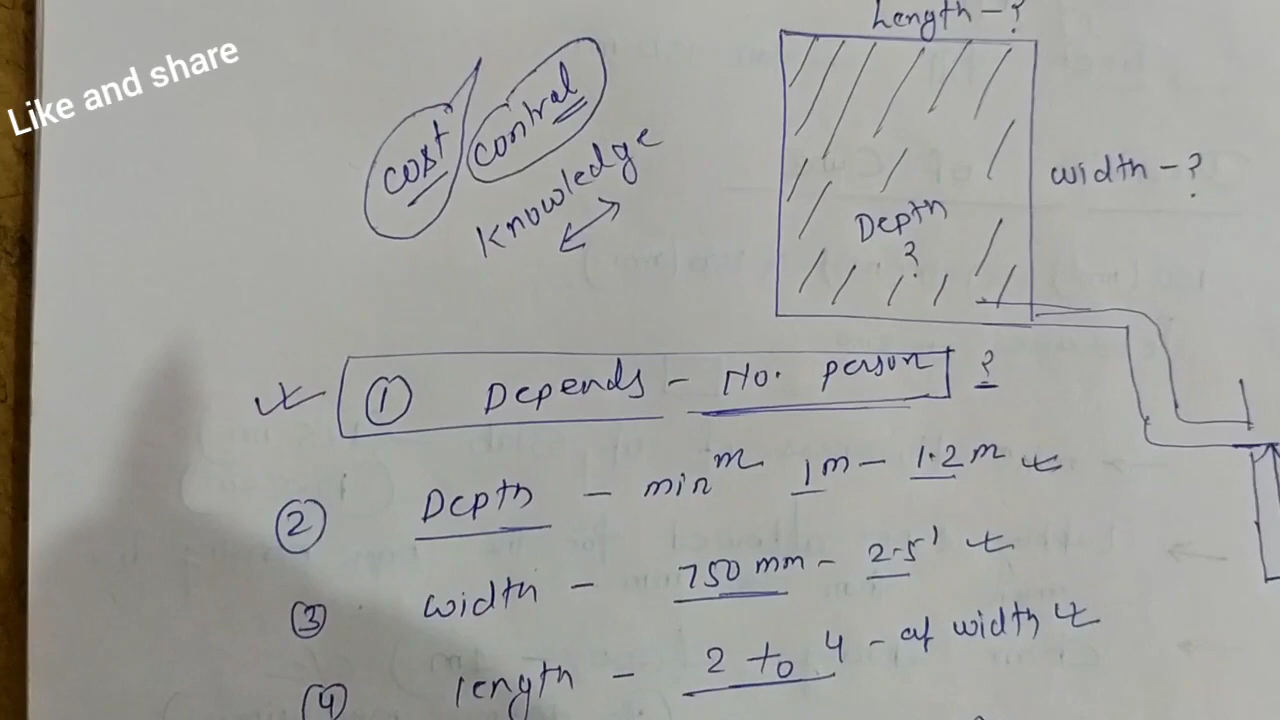 Like and share
Length - ?
cost control
knowledge
width - ?
Depth
?
① Depends - No. person ?
② Depth - minm 1m - 1.2m
③ width - 750 mm - 2.5'
④ length - 2 to 4 - of width